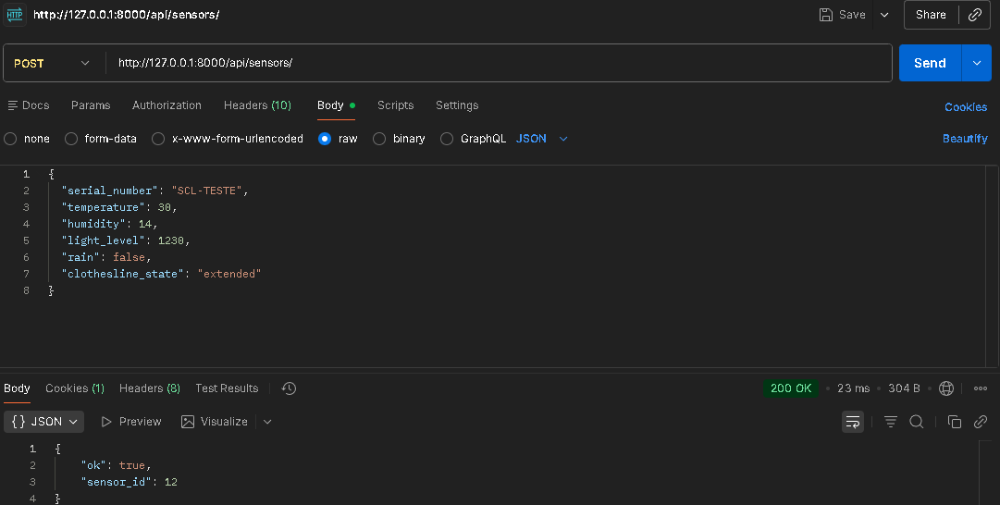 HTTP http://127.0.0.1:8000/api/sensors/ Save Share
POST http://127.0.0.1:8000/api/sensors/ Send
Docs Params Authorization Headers (10) Body Scripts Settings Cookies
none form-data x-www-form-urlencoded raw binary GraphQL JSON Beautify
1 {
2 "serial_number": "SCL-TESTE",
3 "temperature": 30,
4 "humidity": 14,
5 "light_level": 1230,
6 "rain": false,
7 "clothesline_state": "extended"
8 }
Body Cookies (1) Headers (8) Test Results 200 OK • 23 ms • 304 B •
{} JSON Preview Visualize
1 {
2 "ok": true,
3 "sensor_id": 12
4 }